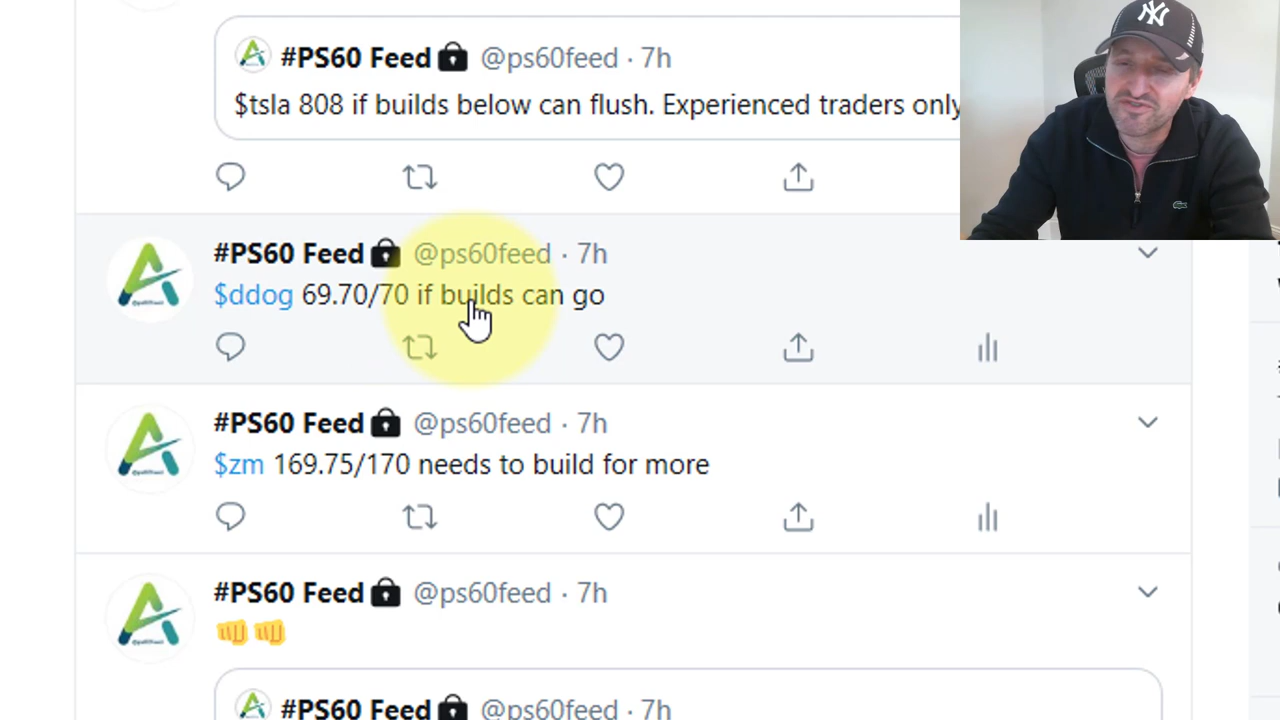 #PS60 Feed @ps60feed · 7h
$tsla 808 if builds below can flush. Experienced traders only
#PS60 Feed @ps60feed · 7h
$ddog 69.70/70 if builds can go
#PS60 Feed @ps60feed · 7h
$zm 169.75/170 needs to build for more
#PS60 Feed @ps60feed · 7h
👊👊
#PS60 Feed @ps60feed · 7h